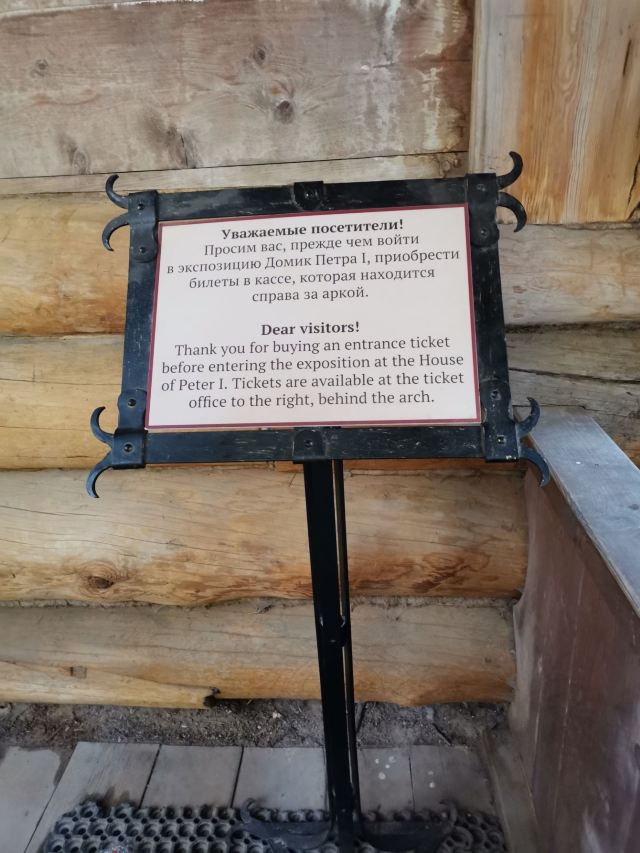 Уважаемые посетители!
Просим вас, прежде чем войти
в экспозицию Домик Петра I, приобрести
билеты в кассе, которая находится
справа за аркой.
Dear visitors!
Thank you for buying an entrance ticket
before entering the exposition at the House
of Peter I. Tickets are available at the ticket
office to the right, behind the arch.